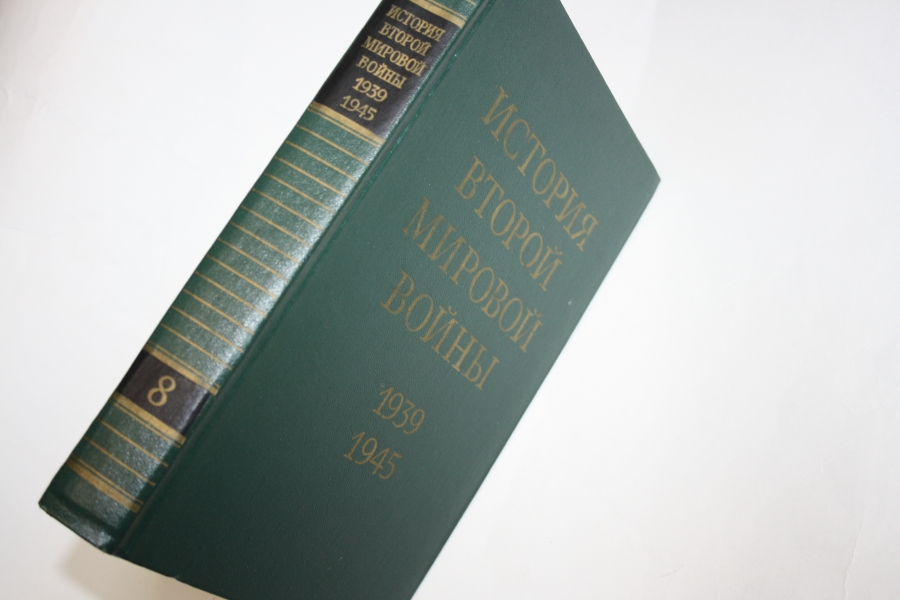 ИСТОРИЯ
ВТОРОЙ
МИРОВОЙ
ВОЙНЫ
1939
1945
8
ИСТОРИЯ
ВТОРОЙ
МИРОВОЙ
ВОЙНЫ
1939
1945